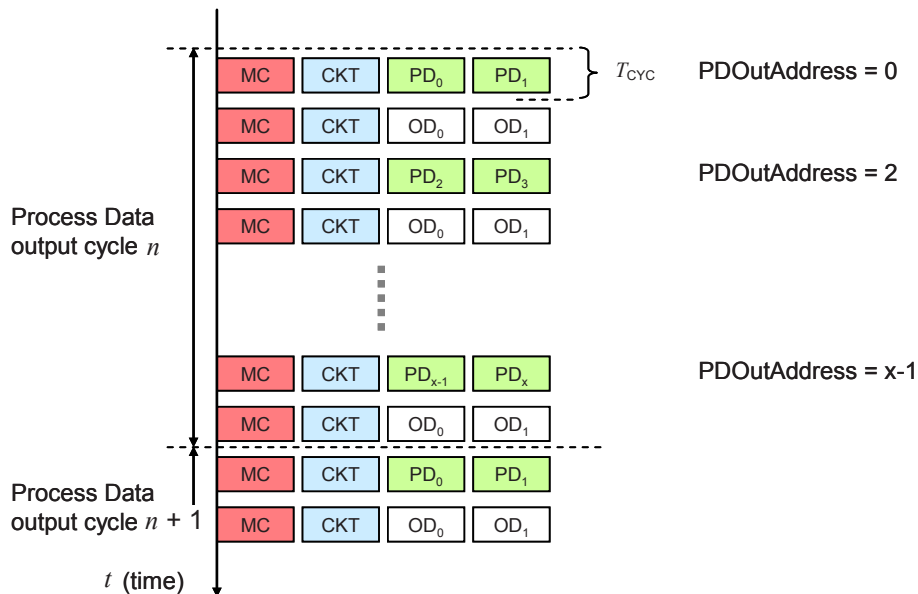 MC CKT PD₀ PD₁ T_CYC PDOutAddress = 0
MC CKT OD₀ OD₁
MC CKT PD₂ PD₃ PDOutAddress = 2
Process Data
output cycle n
MC CKT OD₀ OD₁
MC CKT PDₓ₋₁ PDₓ PDOutAddress = x-1
MC CKT OD₀ OD₁
MC CKT PD₀ PD₁
Process Data
output cycle n + 1
MC CKT OD₀ OD₁
t (time)